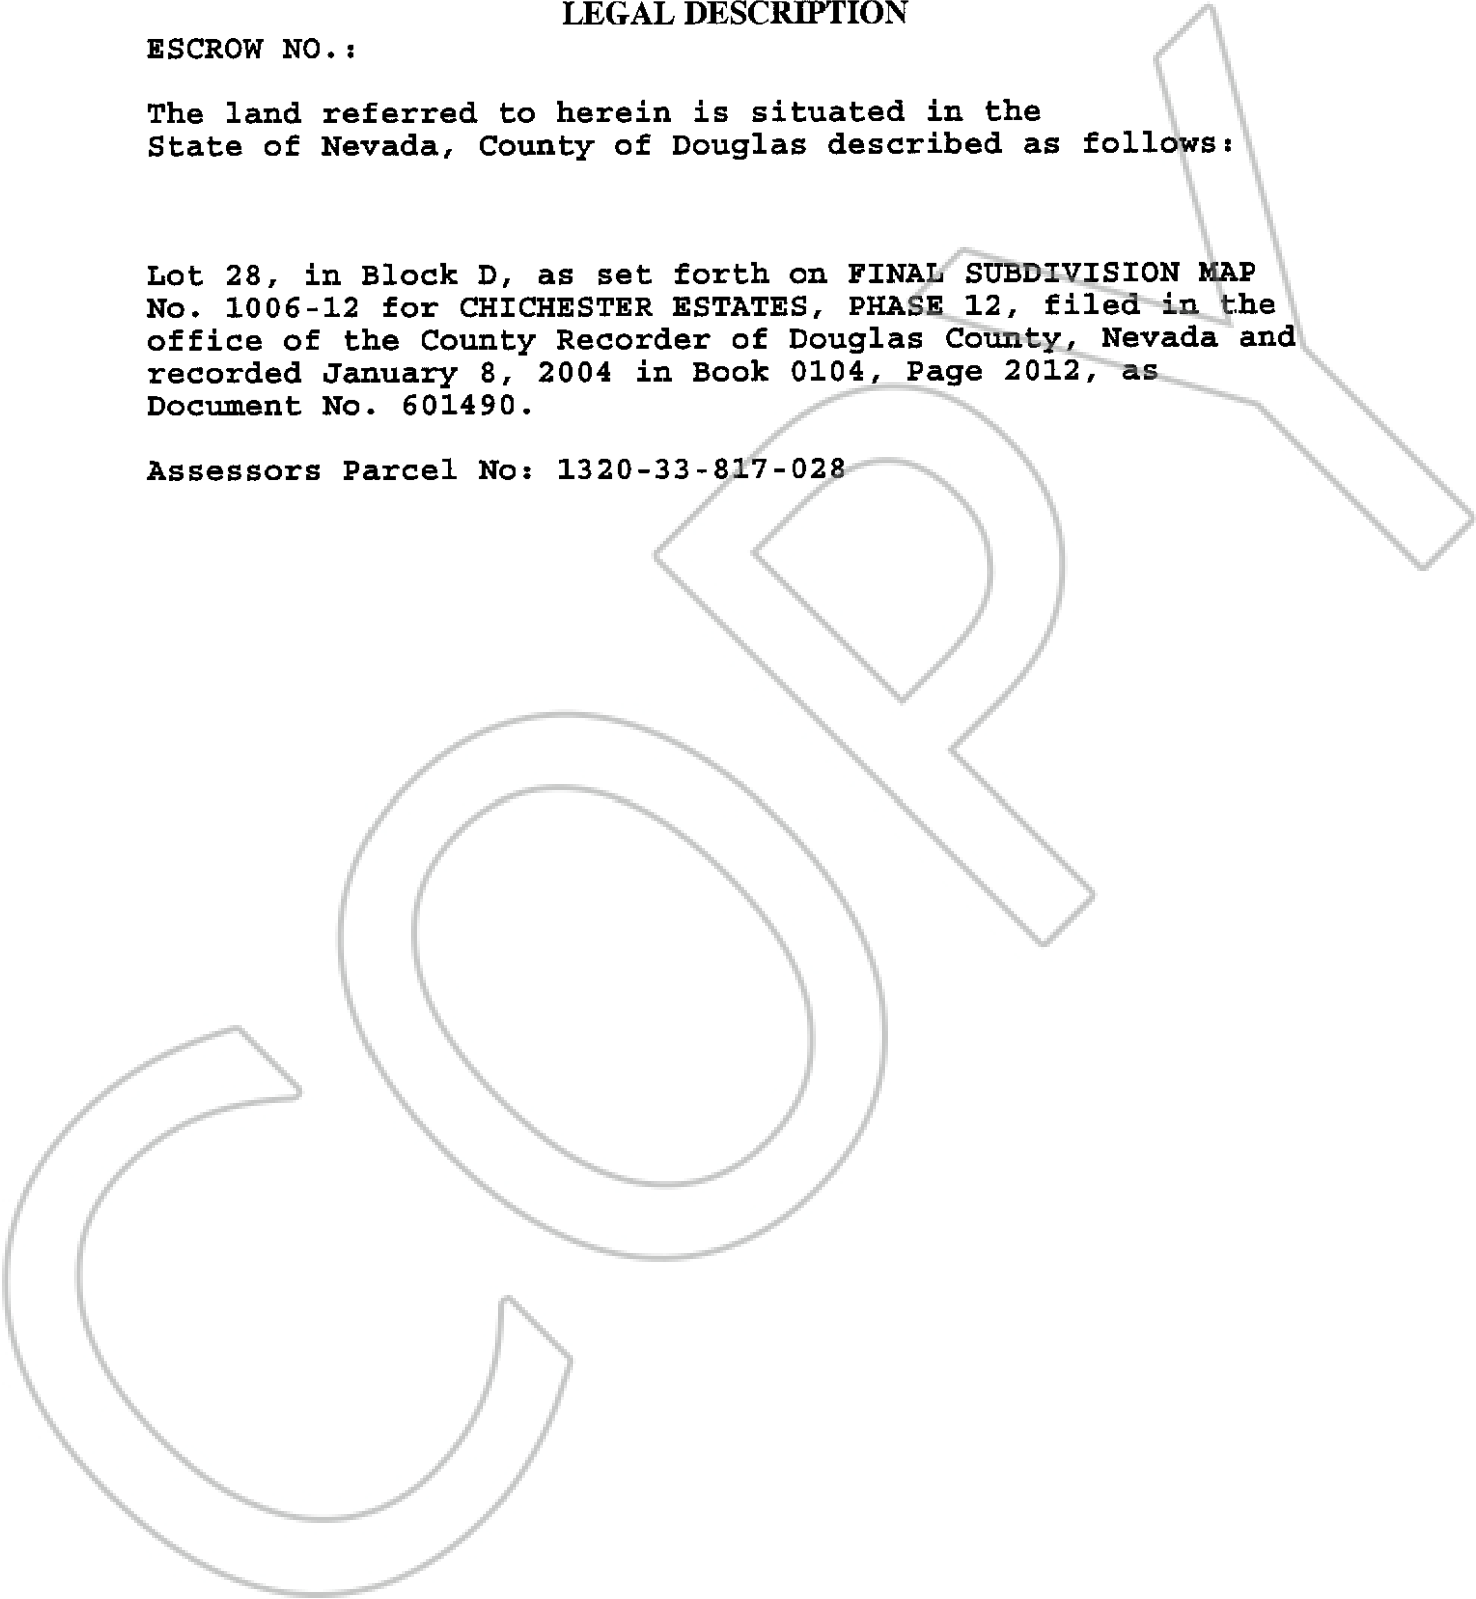 LEGAL DESCRIPTION
ESCROW NO.:
The land referred to herein is situated in the
State of Nevada, County of Douglas described as follows:
Lot 28, in Block D, as set forth on FINAL SUBDIVISION MAP
No. 1006-12 for CHICHESTER ESTATES, PHASE 12, filed in the
office of the County Recorder of Douglas County, Nevada and
recorded January 8, 2004 in Book 0104, Page 2012, as
Document No. 601490.
Assessors Parcel No: 1320-33-817-028
COPY